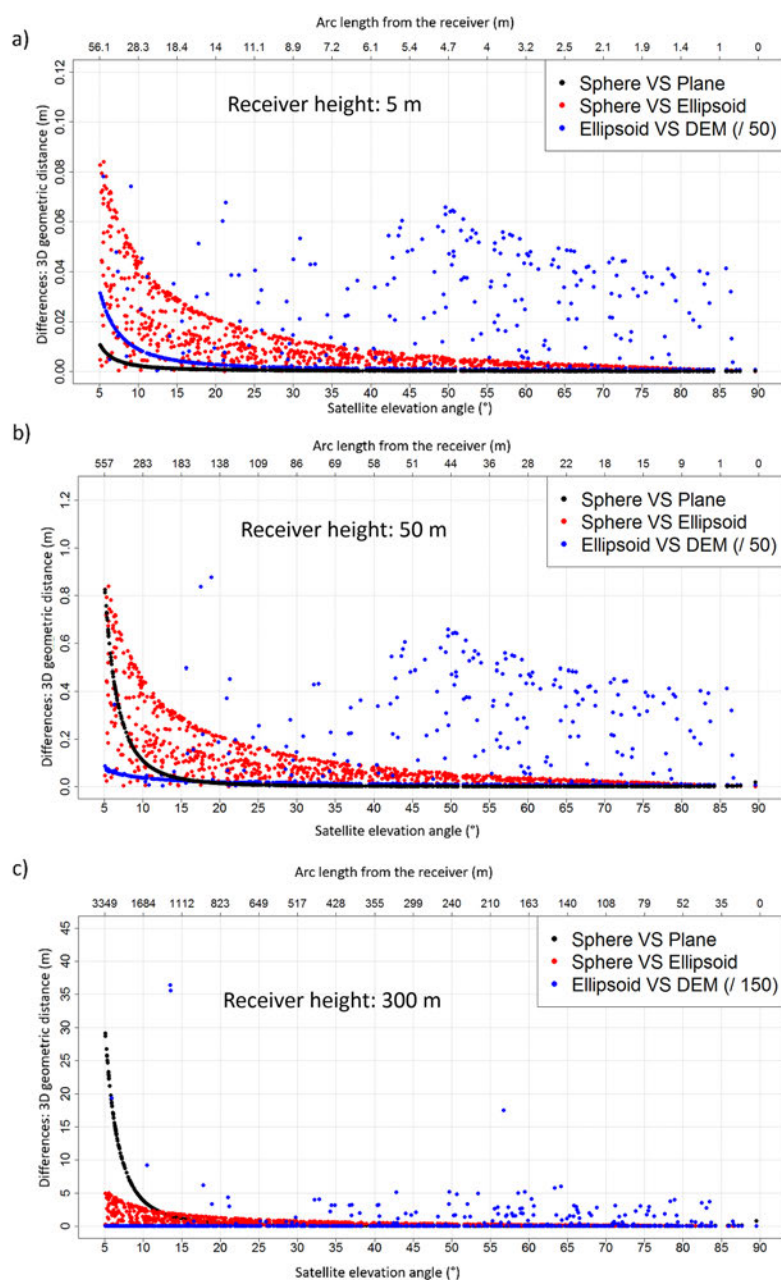 a)
Arc length from the receiver (m)
56.1 28.3 18.4 14 11.1 8.9 7.2 6.1 5.4 4.7 4 3.2 2.5 2.1 1.9 1.4 1 0
Differences: 3D geometric distance (m)
0.12
0.10
0.08
0.06
0.04
0.02
0.00
Receiver height: 5 m
Sphere VS Plane
Sphere VS Ellipsoid
Ellipsoid VS DEM (/ 50)
5 10 15 20 25 30 35 40 45 50 55 60 65 70 75 80 85 90
Satellite elevation angle (°)
b)
Arc length from the receiver (m)
557 283 183 138 109 86 69 58 51 44 36 28 22 18 15 9 1 0
Differences: 3D geometric distance (m)
1.2
1.0
0.8
0.6
0.4
0.2
0.0
Receiver height: 50 m
Sphere VS Plane
Sphere VS Ellipsoid
Ellipsoid VS DEM (/ 50)
5 10 15 20 25 30 35 40 45 50 55 60 65 70 75 80 85 90
Satellite elevation angle (°)
c)
Arc length from the receiver (m)
3349 1684 1112 823 649 517 428 355 299 240 210 163 140 108 79 52 35 0
Differences: 3D geometric distance (m)
45
40
35
30
25
20
15
10
5
0
Receiver height: 300 m
Sphere VS Plane
Sphere VS Ellipsoid
Ellipsoid VS DEM (/ 150)
5 10 15 20 25 30 35 40 45 50 55 60 65 70 75 80 85 90
Satellite elevation angle (°)